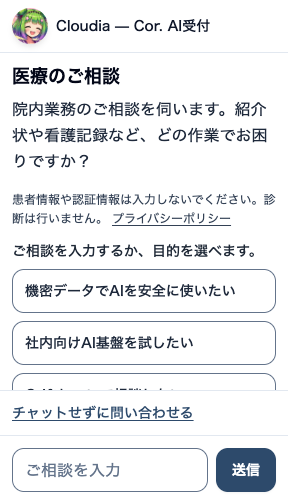 Cloudia — Cor. AI受付
医療のご相談
院内業務のご相談を伺います。紹介
状や看護記録など、どの作業でお困
りですか？
患者情報や認証情報は入力しないでください。診
断は行いません。 プライバシーポリシー
ご相談を入力するか、目的を選べます。
機密データでAIを安全に使いたい
社内向けAI基盤を試したい
チャットせずに問い合わせる
ご相談を入力
送信